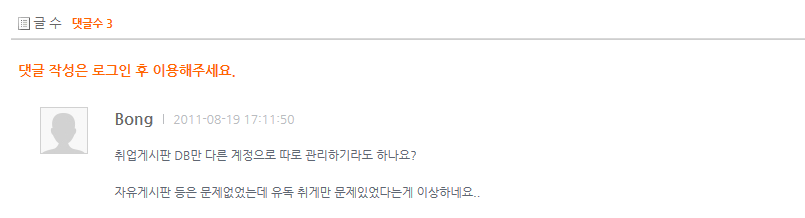 글 수 댓글수 3
댓글 작성은 로그인 후 이용해주세요.
Bong 2011-08-19 17:11:50
취업게시판 DB만 다른 계정으로 따로 관리하기라도 하나요?
자유게시판 등은 문제없었는데 유독 취게만 문제있었다는게 이상하네요..